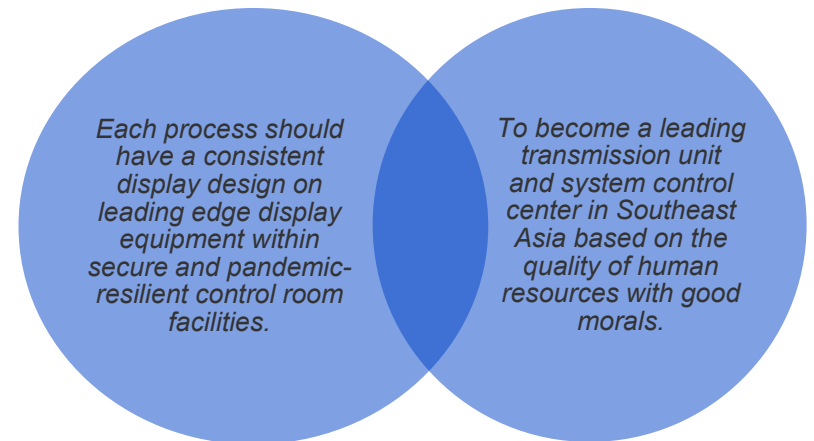 Each process should
have a consistent
display design on
leading edge display
equipment within
secure and pandemic-
resilient control room
facilities.
To become a leading
transmission unit
and system control
center in Southeast
Asia based on the
quality of human
resources with good
morals.